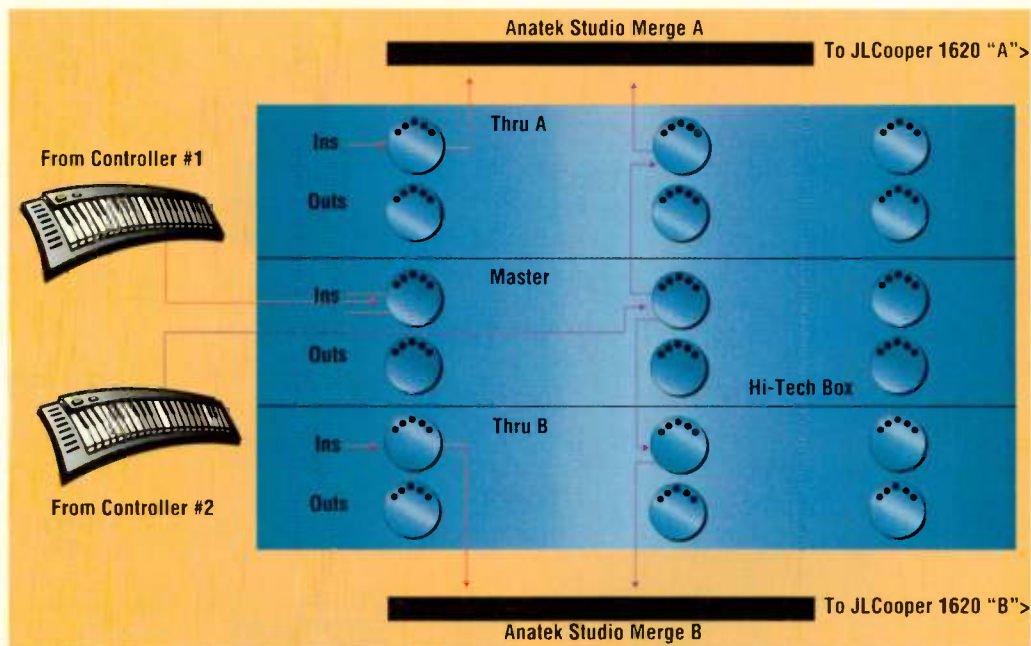 Anatek Studio Merge A
To JLCooper 1620 "A">
Thru A
Ins
From Controller #1
Outs
Master
Ins
Outs
Hi-Tech Box
Thru B
Ins
From Controller #2
Outs
To JLCooper 1620 "B">
Anatek Studio Merge B